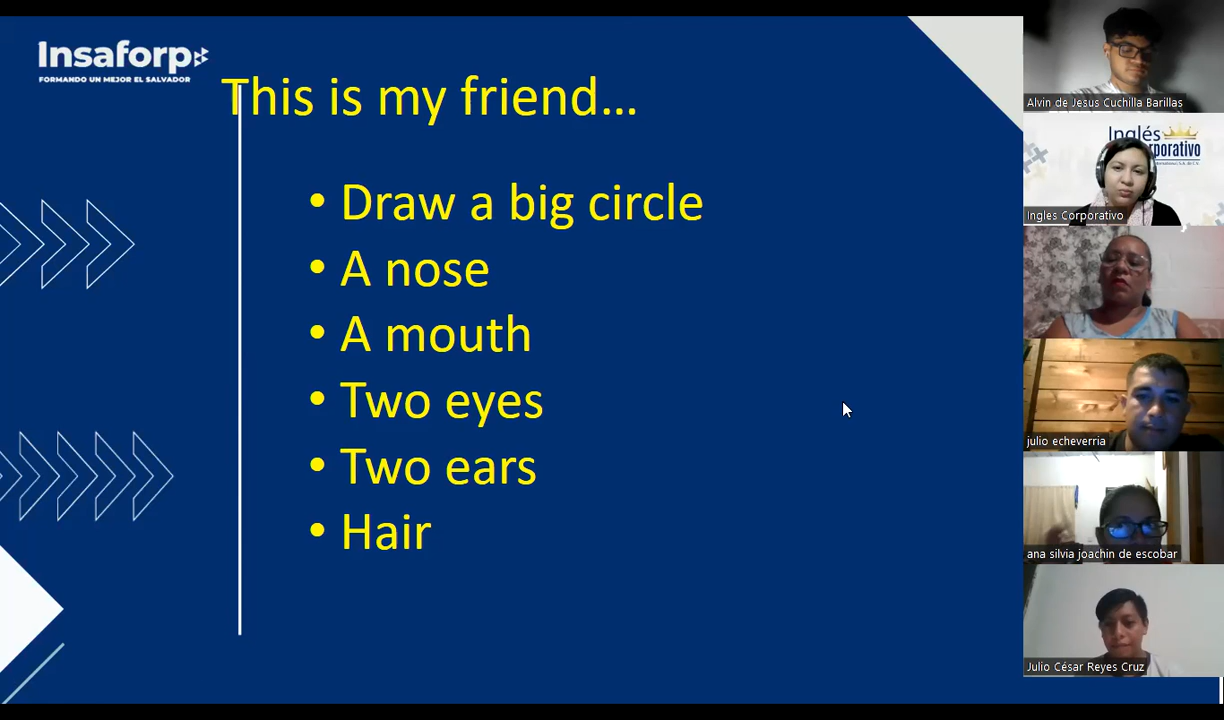 Insaforp
FORMANDO UN MEJOR EL SALVADOR
This is my friend...
• Draw a big circle
• A nose
• A mouth
• Two eyes
• Two ears
• Hair
Alvin de Jesus Cuchilla Barillas
Inglés
Ingles Corporativo
julio echeverria
ana silvia joachin de escobar
Julio César Reyes Cruz